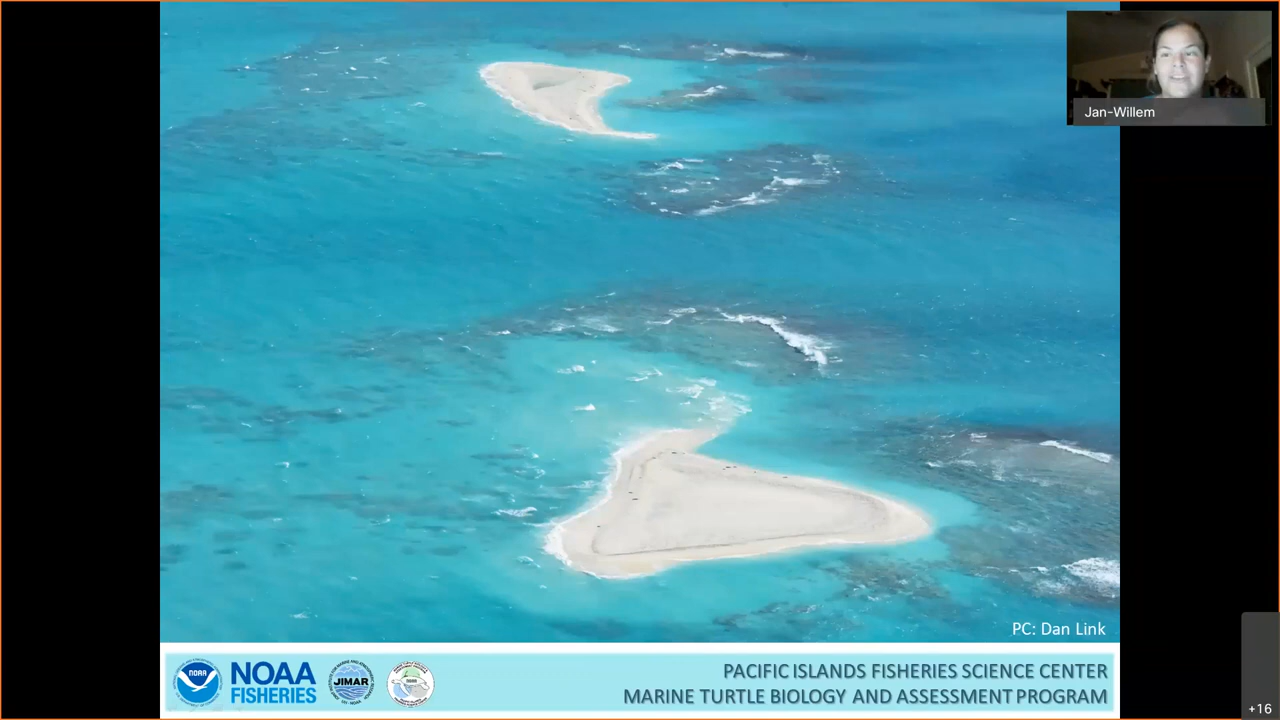 Jan-Willem
PC: Dan Link
NOAA
FISHERIES
NOAA
JIMAR
PACIFIC ISLANDS FISHERIES SCIENCE CENTER
MARINE TURTLE BIOLOGY AND ASSESSMENT PROGRAM
+16